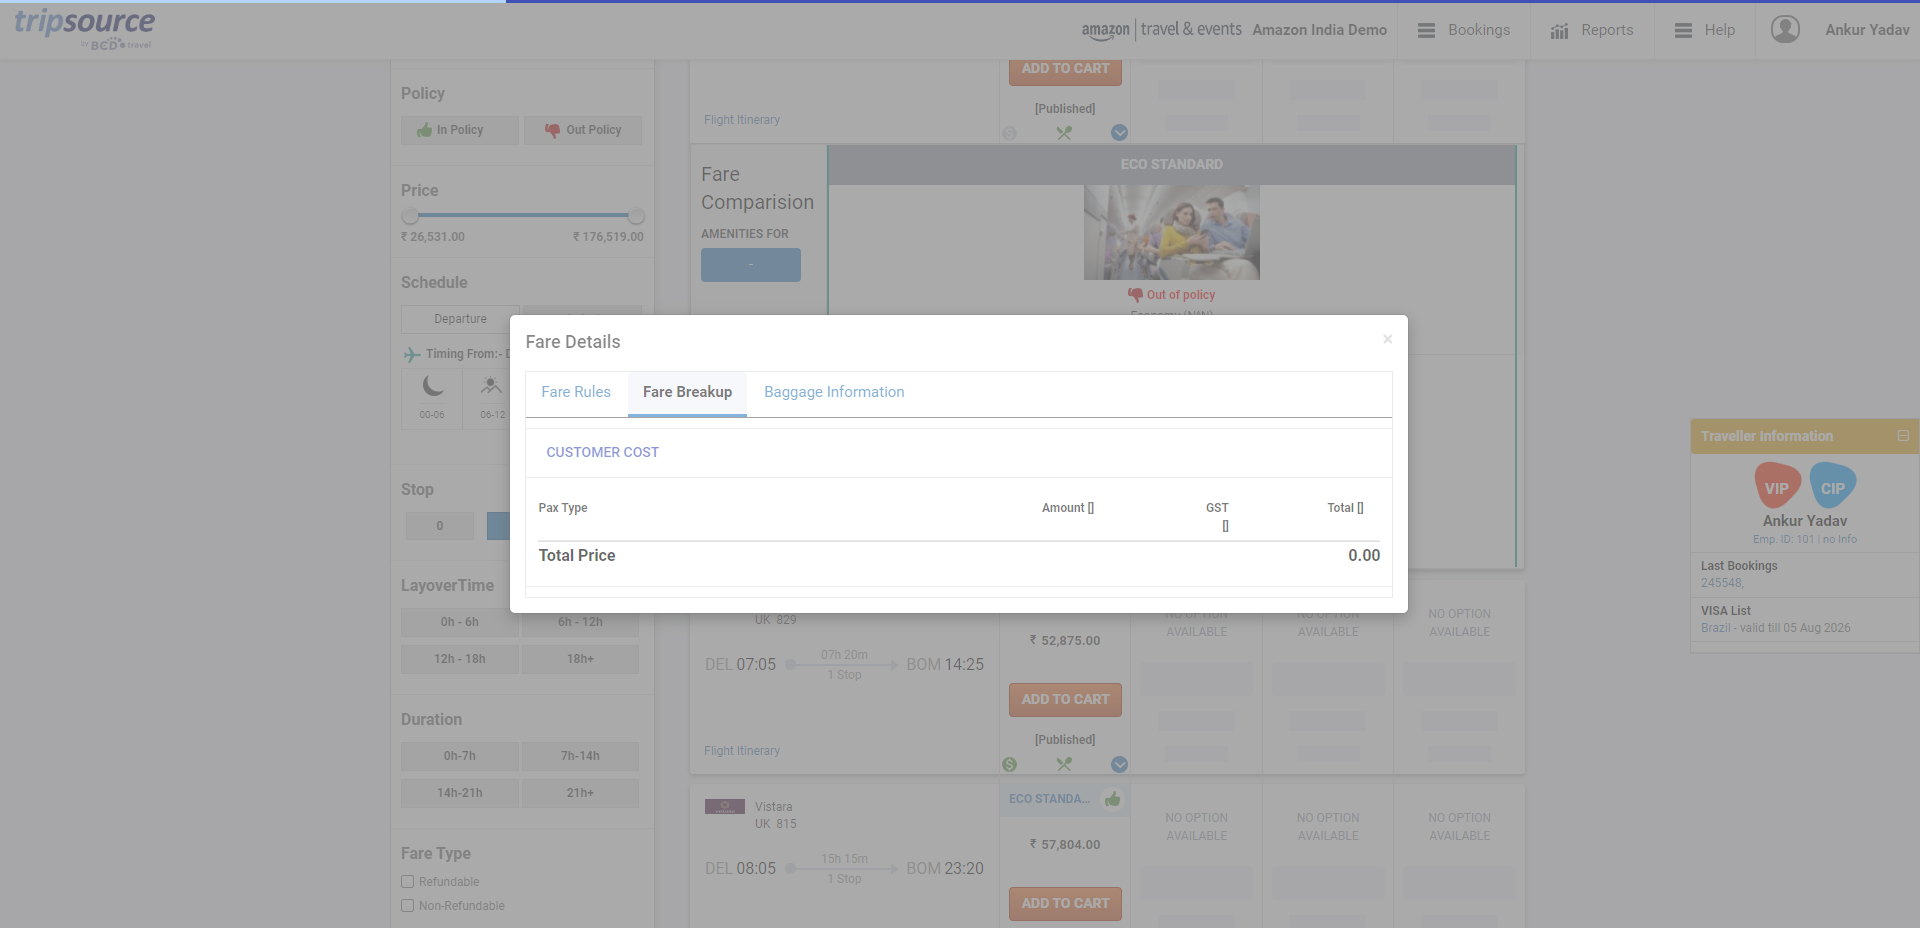 tripsource
TO BCD travel
amazon travel & events Amazon India Demo
Bookings
Reports
Help
Ankur Yadav
Policy
In Policy
Out Policy
Price
₹ 26,531.00
₹ 176,519.00
Schedule
Departure
Timing From:-
00-06
06-12
Stop
0
LayoverTime
0h - 6h
6h - 12h
12h - 18h
18h+
Duration
0h-7h
7h-14h
14h-21h
21h+
Fare Type
Refundable
Non-Refundable
ADD TO CART
[Published]
Flight Itinerary
Fare
Comparision
AMENITIES FOR
-
ECO STANDARD
Out of policy
Fare Details
×
Fare Rules
Fare Breakup
Baggage Information
CUSTOMER COST
Pax Type
Amount []
GST
[]
Total []
Total Price
0.00
UK 829
DEL 07:05
07h 20m
1 Stop
BOM 14:25
Flight Itinerary
₹ 52,875.00
ADD TO CART
[Published]
NO OPTION
AVAILABLE
NO OPTION
AVAILABLE
NO OPTION
AVAILABLE
Vistara
UK 815
DEL 08:05
15h 15m
1 Stop
BOM 23:20
ECO STANDA...
₹ 57,804.00
ADD TO CART
NO OPTION
AVAILABLE
NO OPTION
AVAILABLE
NO OPTION
AVAILABLE
Traveller Information
VIP
CIP
Ankur Yadav
Emp. ID: 101 | no Info
Last Bookings
245548,
VISA List
Brazil - valid till 05 Aug 2026